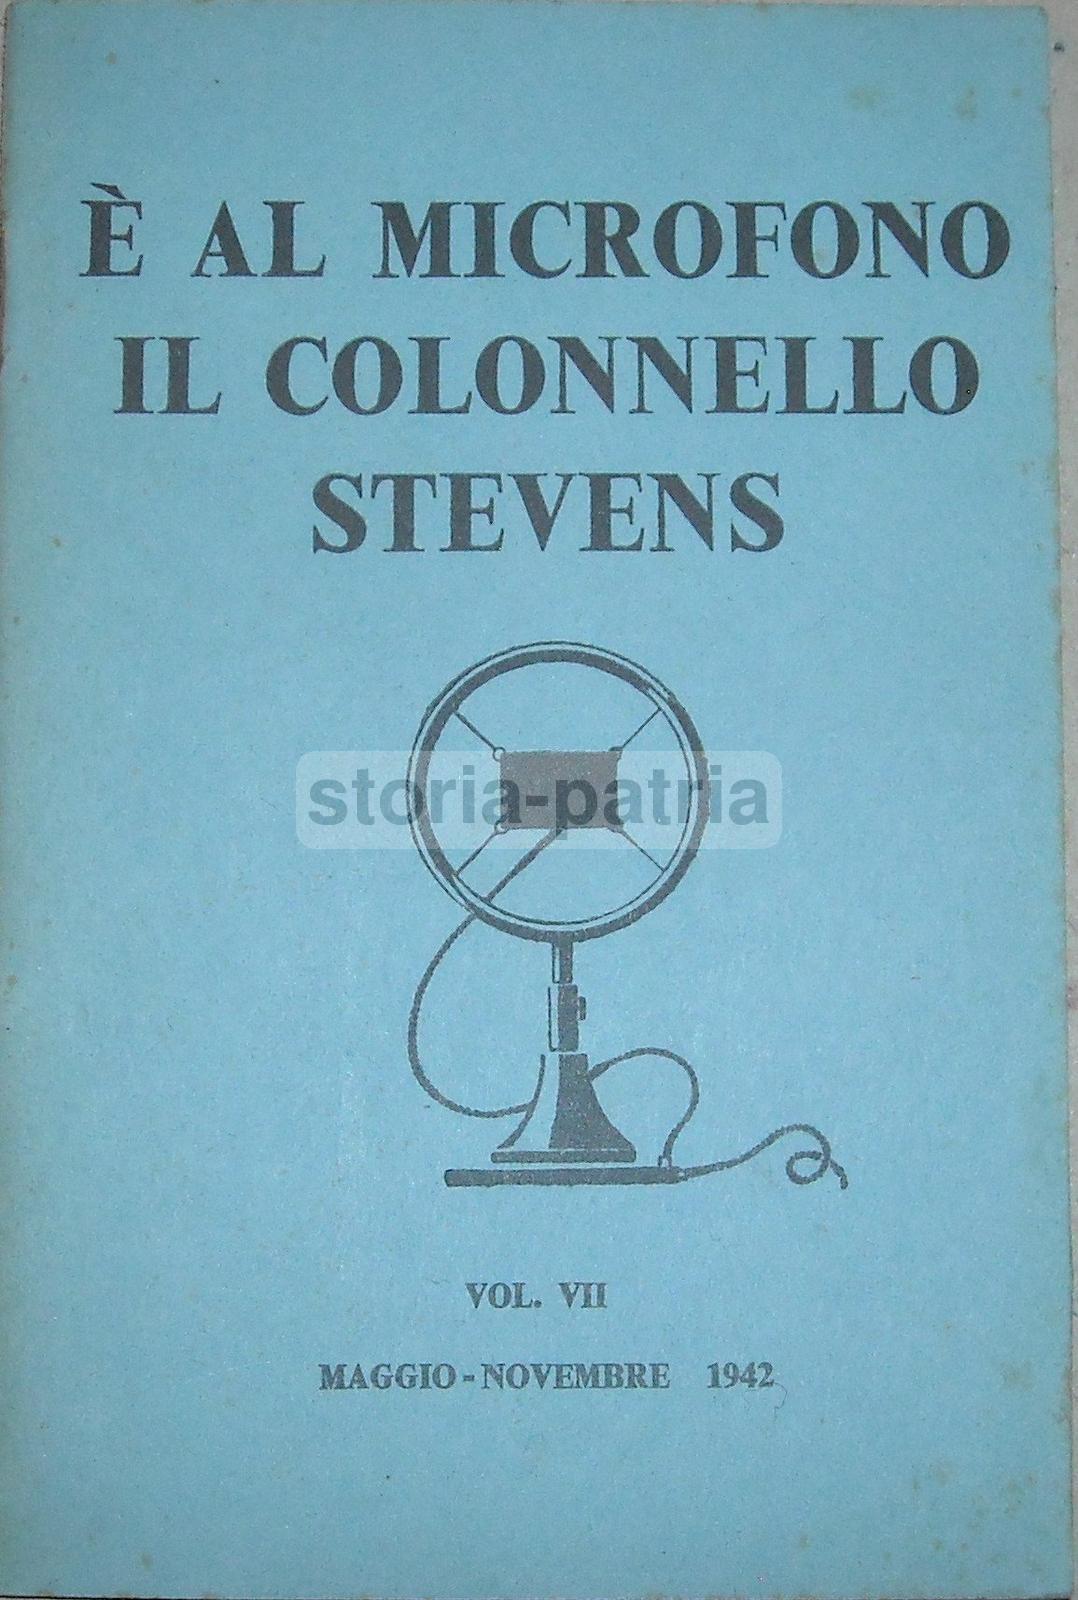 È AL MICROFONO
IL COLONNELLO
STEVENS
storia-patria
VOL. VII
MAGGIO-NOVEMBRE 1942